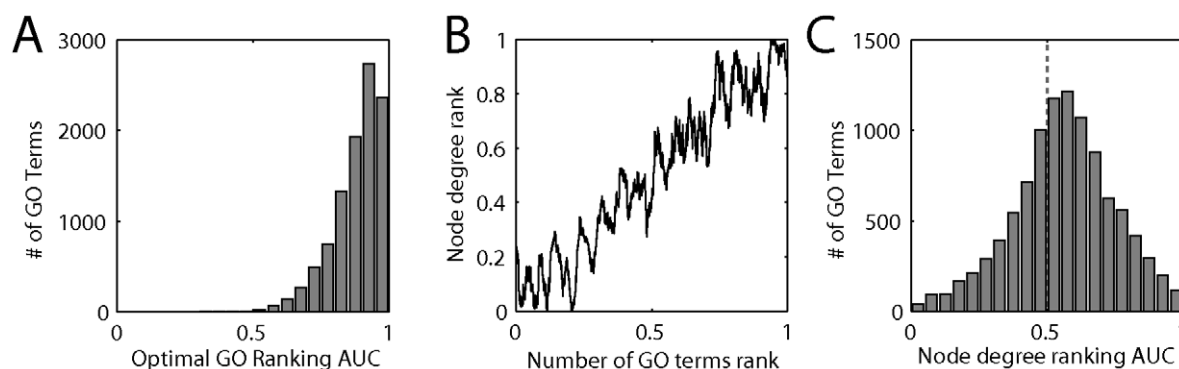 A
3000
2000
1000
0
# of GO Terms
0
0.5
1
Optimal GO Ranking AUC
B
1
0.8
0.6
0.4
0.2
0
Node degree rank
0
0.5
1
Number of GO terms rank
C
1500
1000
500
0
# of GO Terms
0
0.5
1
Node degree ranking AUC